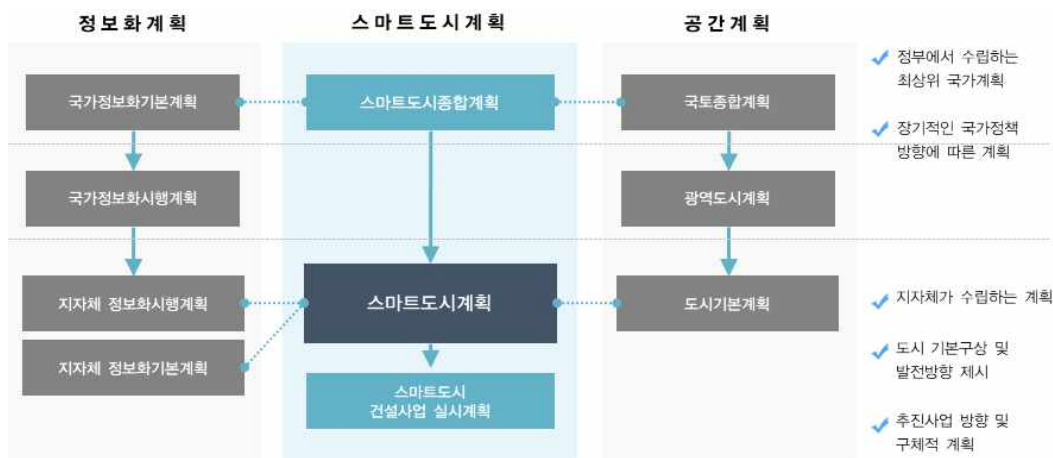 정보화계획
스마트도시계획
공간계획
국가정보화기본계획
스마트도시종합계획
국토종합계획
정부에서 수립하는
최상위 국가계획
장기적인 국가정책
방향에 따른 계획
국가정보화시행계획
광역도시계획
지자체 정보화시행계획
스마트도시계획
도시기본계획
지자체가 수립하는 계획
지자체 정보화기본계획
도시 기본구상 및
발전방향 제시
스마트도시
건설사업 실시계획
추진사업 방향 및
구체적 계획